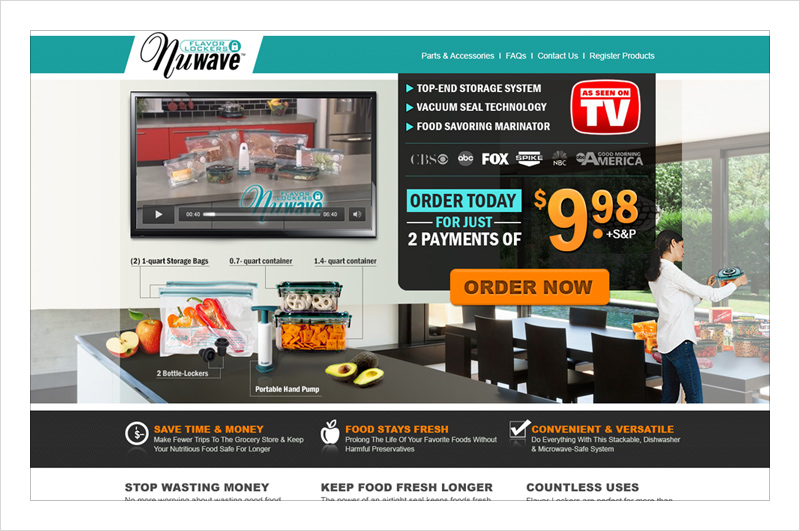 FLAVOR
LOCKERS
nuwave™
Parts & Accessories | FAQs | Contact Us | Register Products
FLAVOR
LOCKERS
nuwave
00:40
06:40
TOP-END STORAGE SYSTEM
VACUUM SEAL TECHNOLOGY
FOOD SAVORING MARINATOR
AS SEEN ON
TV
CBS
abc
FOX
SPIKE
NBC
GOOD MORNING
AMERICA
ORDER TODAY
FOR JUST
2 PAYMENTS OF
$9.98
+S&P
ORDER NOW
(2) 1-quart Storage Bags
0.7- quart container
1.4- quart container
2 Bottle-Lockers
Portable Hand Pump
SAVE TIME & MONEY
Make Fewer Trips To The Grocery Store & Keep
Your Nutritious Food Safe For Longer
FOOD STAYS FRESH
Prolong The Life Of Your Favorite Foods Without
Harmful Preservatives
CONVENIENT & VERSATILE
Do Everything With This Stackable, Dishwasher
& Microwave-Safe System
STOP WASTING MONEY
No more worrying about wasting good food
KEEP FOOD FRESH LONGER
The power of an airtight seal keeps foods fresh
COUNTLESS USES
Flavor Lockers are perfect for more than